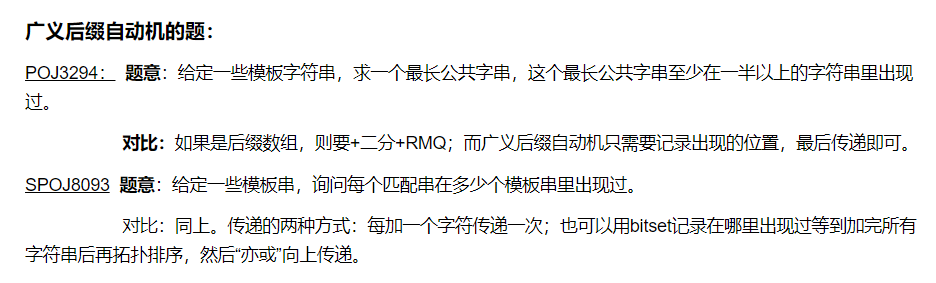 广义后缀自动机的题：
POJ3294： 题意：给定一些模板字符串，求一个最长公共字串，这个最长公共字串至少在一半以上的字符串里出现
过。
对比：如果是后缀数组，则要+二分+RMQ；而广义后缀自动机只需要记录出现的位置，最后传递即可。
SPOJ8093 题意：给定一些模板串，询问每个匹配串在多少个模板串里出现过。
对比：同上。传递的两种方式：每加一个字符传递一次；也可以用bitset记录在哪里出现过等到加完所有
字符串后再拓扑排序，然后“亦或”向上传递。